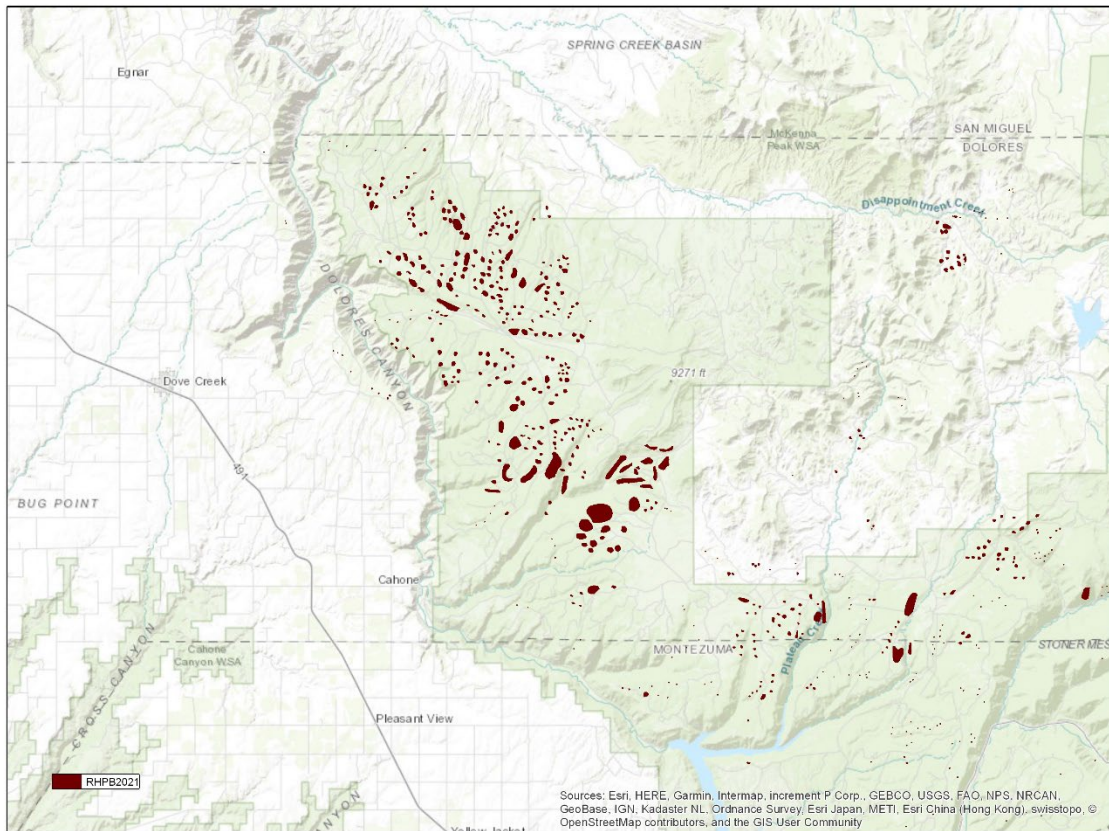 SPRING CREEK BASIN
Egnar
McKenna
Peak WSA
SAN MIGUEL
DOLORES
Disappointment Creek
DOLORES CANYON
9271 ft
Dove Creek
491
BUG POINT
Cahone
Cahone
Canyon WSA
CROSS CANYON
MONTEZUMA
Plateau Creek
STONER MES
Pleasant View
RHPB2021
Sources: Esri, HERE, Garmin, Intermap, increment P Corp., GEBCO, USGS, FAO, NPS, NRCAN,
GeoBase, IGN, Kadaster NL, Ordnance Survey, Esri Japan, METI, Esri China (Hong Kong), swisstopo, ©
OpenStreetMap contributors, and the GIS User Community
Yellow Jacket